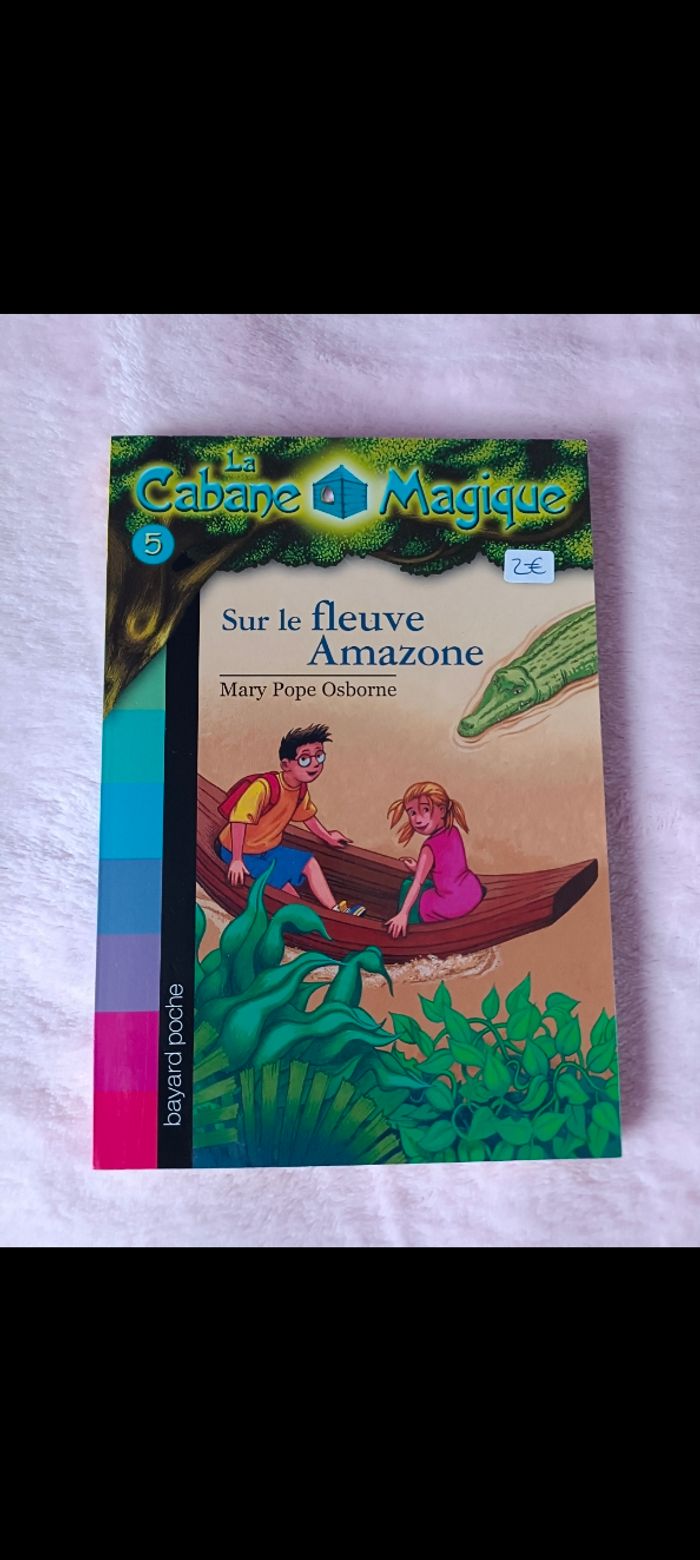 La
Cabane Magique
5
2€
Sur le fleuve
Amazone
Mary Pope Osborne
bayard poche